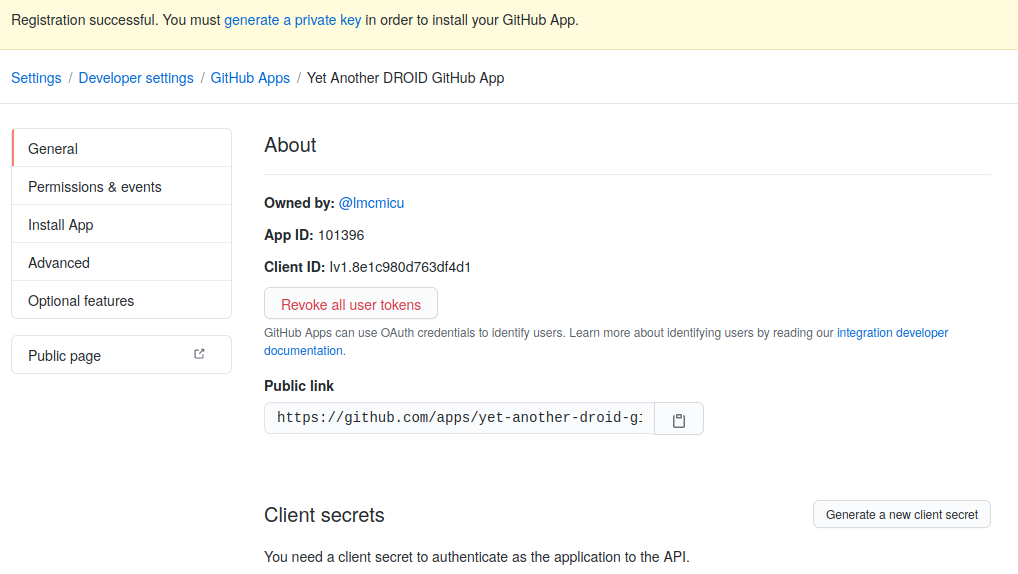 Registration successful. You must generate a private key in order to install your GitHub App.
Settings / Developer settings / GitHub Apps / Yet Another DROID GitHub App
General
Permissions & events
Install App
Advanced
Optional features
Public page
About
Owned by: @lmcmicu
App ID: 101396
Client ID: Iv1.8e1c980d763df4d1
Revoke all user tokens
GitHub Apps can use OAuth credentials to identify users. Learn more about identifying users by reading our integration developer
documentation.
Public link
https://github.com/apps/yet-another-droid-gi
Client secrets
Generate a new client secret
You need a client secret to authenticate as the application to the API.